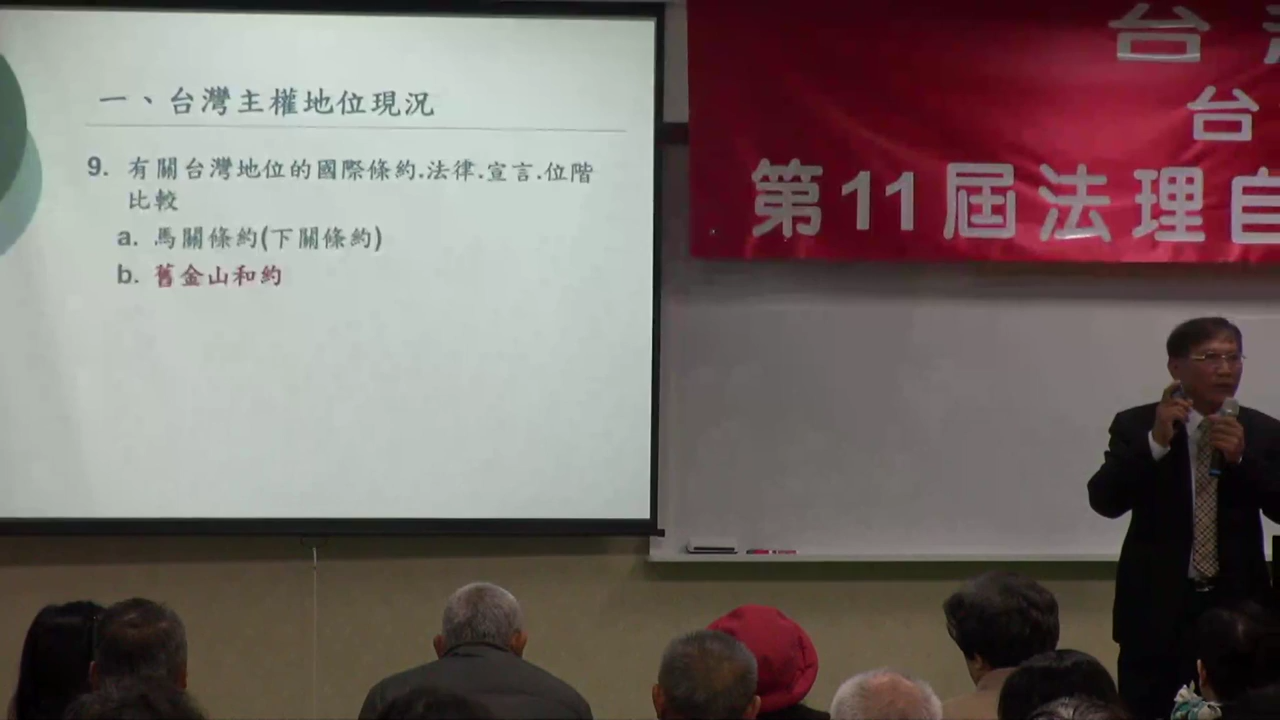 一、台灣主權地位現況
9. 有關台灣地位的國際條約.法律.宣言.位階
比較
a. 馬關條約(下關條約)
b. 舊金山和約
台
台
第11屆法理自